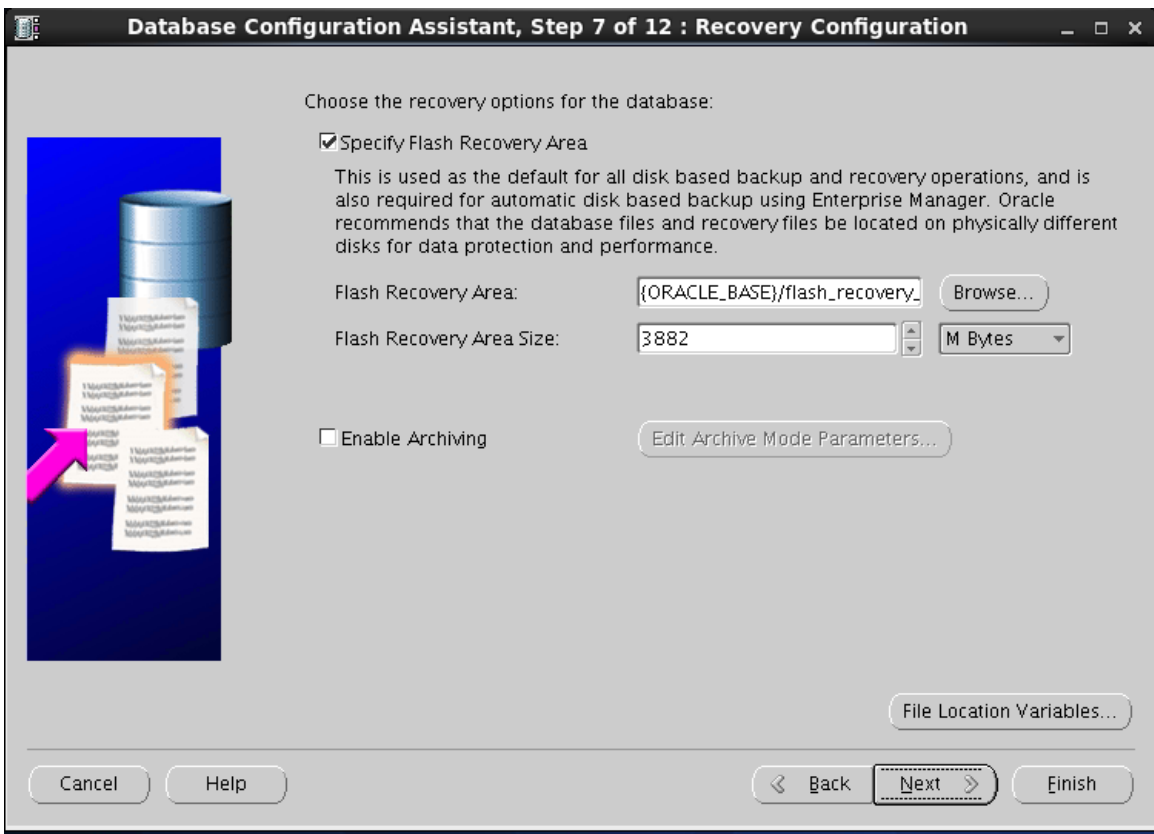 Database Configuration Assistant, Step 7 of 12 : Recovery Configuration
Choose the recovery options for the database:
Specify Flash Recovery Area
This is used as the default for all disk based backup and recovery operations, and is
also required for automatic disk based backup using Enterprise Manager. Oracle
recommends that the database files and recovery files be located on physically different
disks for data protection and performance.
Flash Recovery Area: {ORACLE_BASE}/flash_recovery_ Browse...
Flash Recovery Area Size: 3882 M Bytes
Enable Archiving Edit Archive Mode Parameters...
File Location Variables...
Cancel Help Back Next Finish